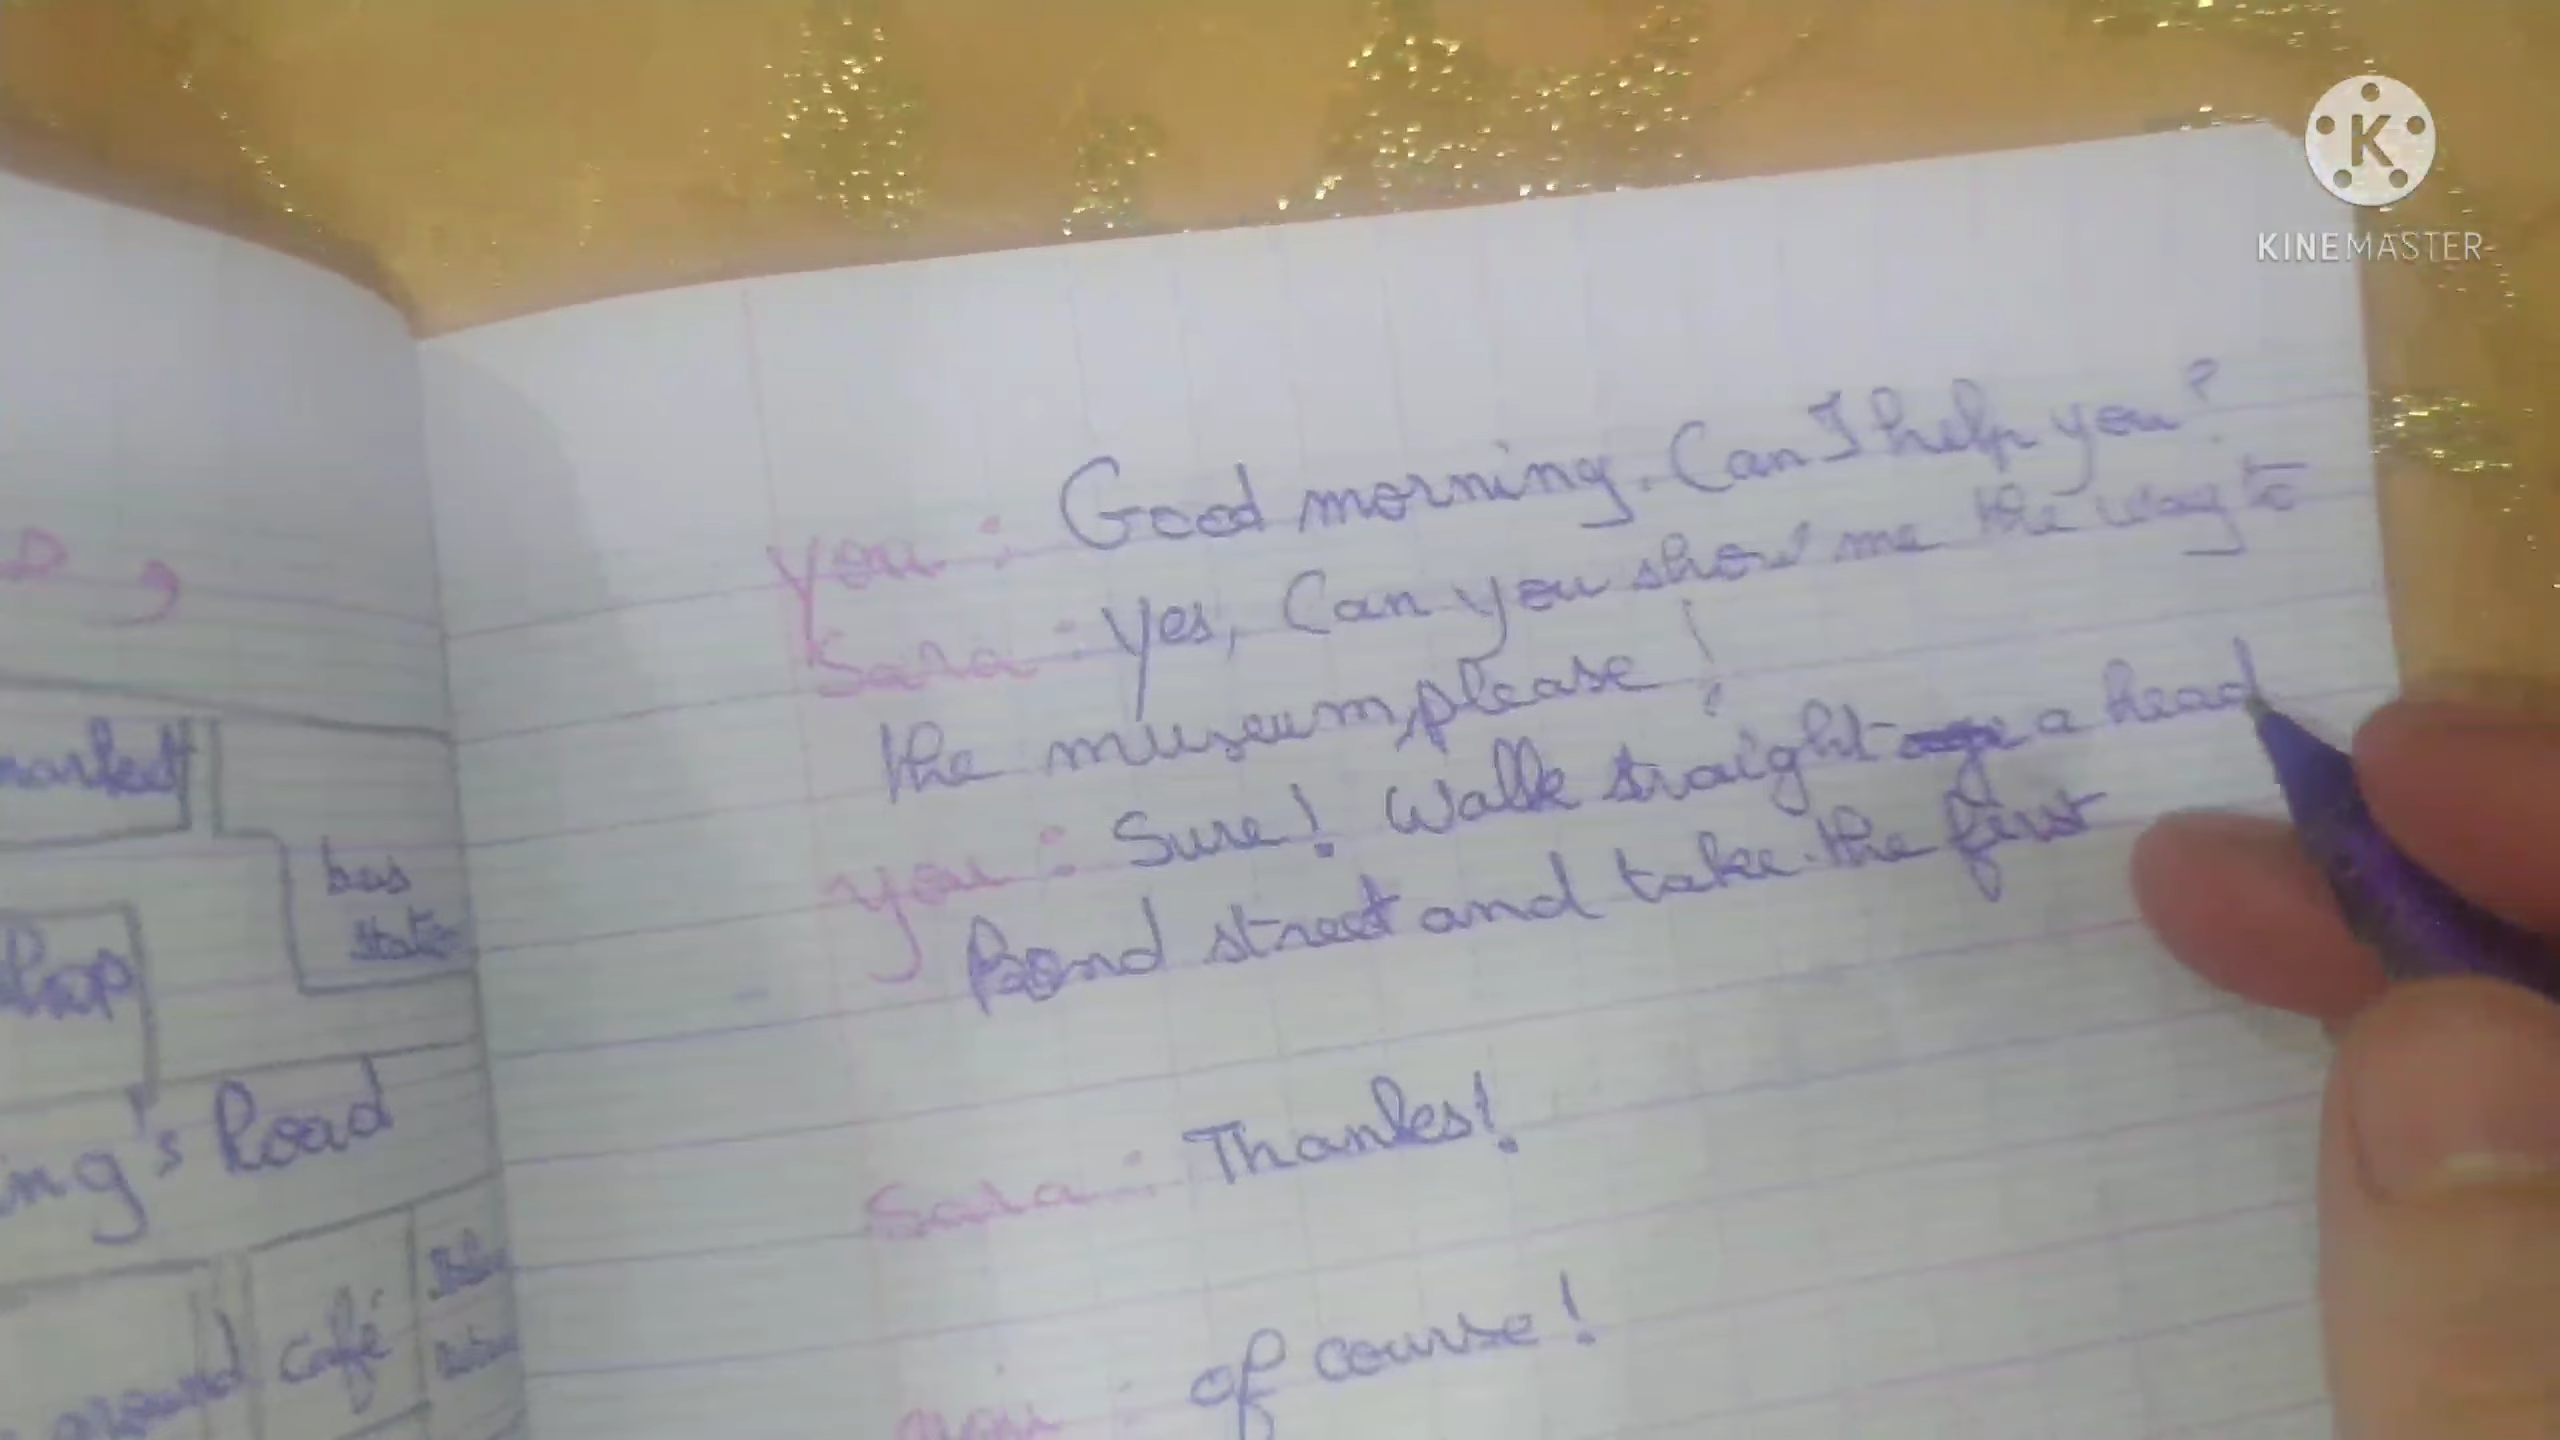 K
KINEMASTER
you : Good morning. Can I help you?
Sara : Yes, Can you show me the way to
the museum, please!
you : Sure! Walk straight a head
Bond street and take the first
Sara : Thanks!
you : of course!
bus
station
's Road
café